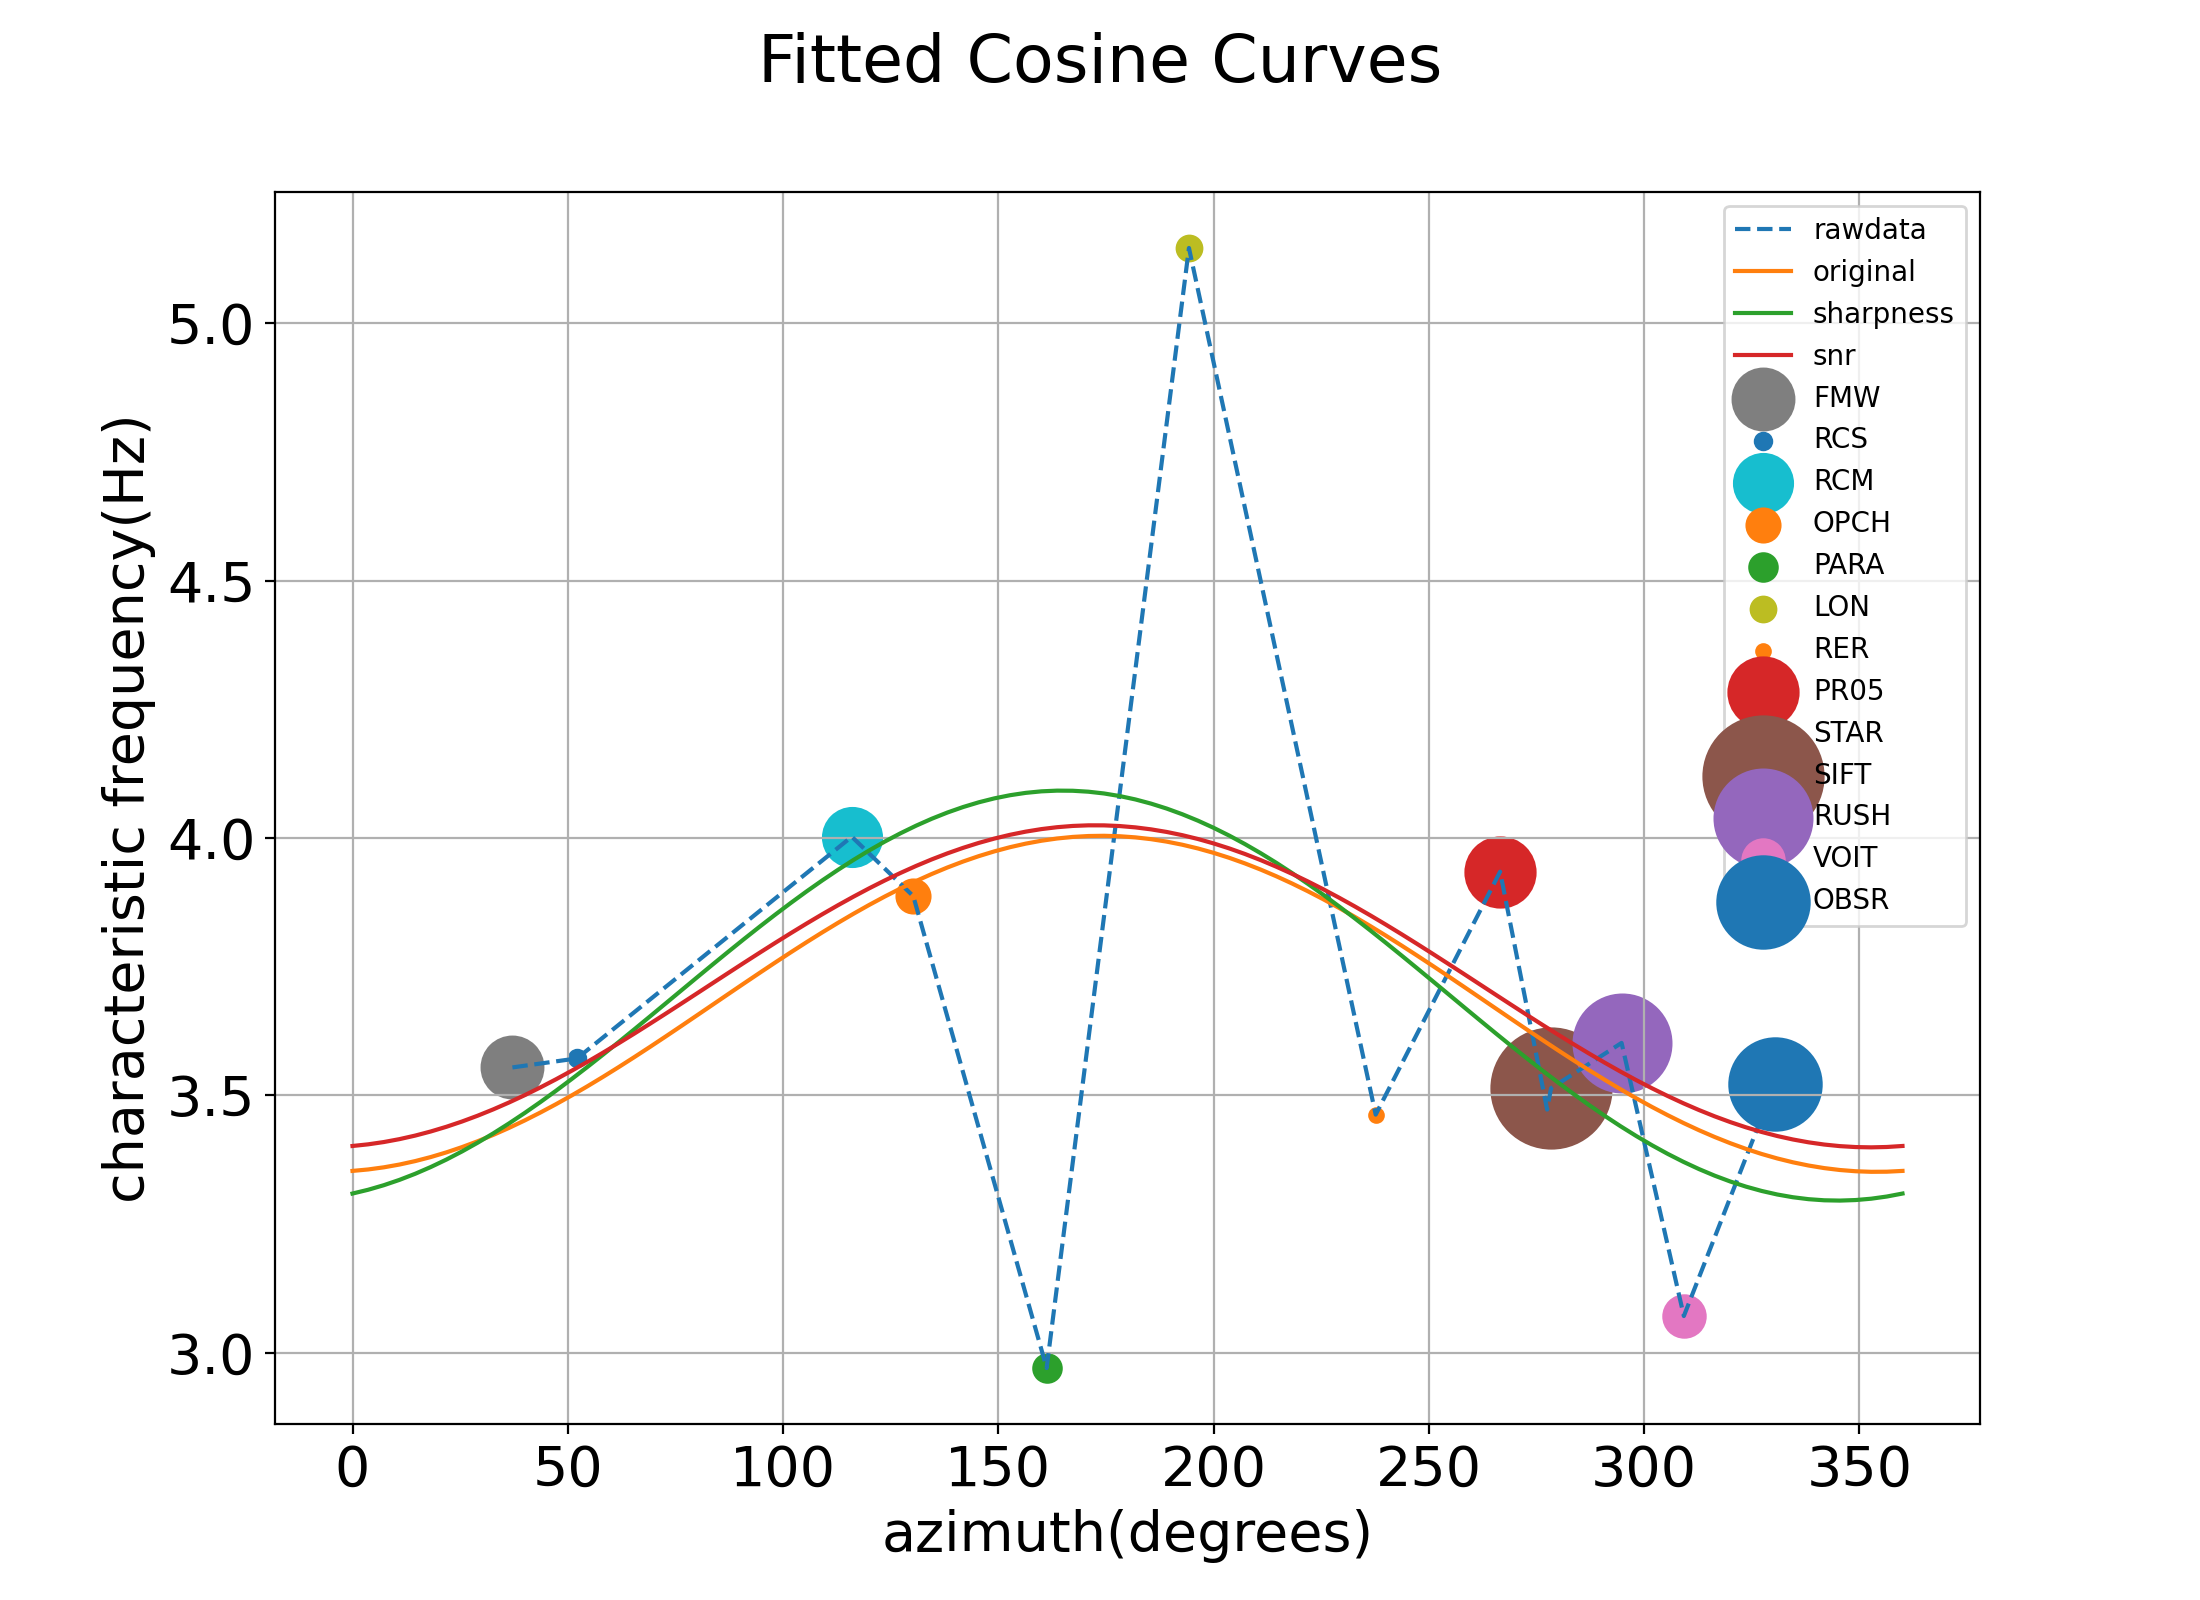 Fitted Cosine Curves
characteristic frequency(Hz)
5.0
4.5
4.0
3.5
3.0
rawdata
original
sharpness
snr
FMW
RCS
RCM
OPCH
PARA
LON
RER
PR05
STAR
SIFT
RUSH
VOIT
OBSR
0 50 100 150 200 250 300 350
azimuth(degrees)